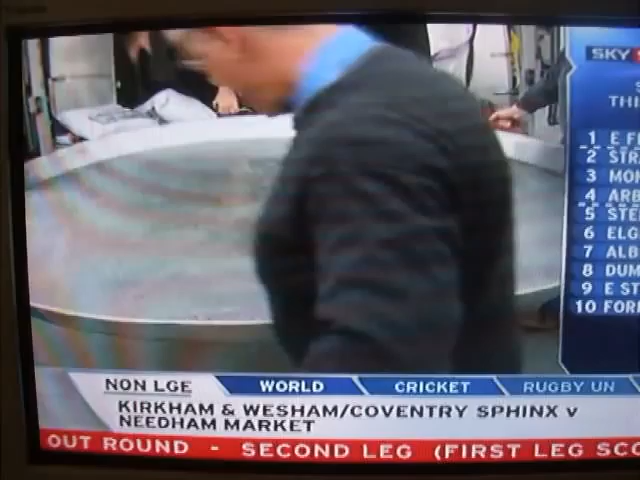 SKY
THI
1 E F
2 STR
3 MON
4 ARB
5 STE
6 ELG
7 ALB
8 DUM
9 E ST
10 FOR
NON LGE WORLD CRICKET RUGBY UN
KIRKHAM & WESHAM/COVENTRY SPHINX v
NEEDHAM MARKET
OUT ROUND - SECOND LEG (FIRST LEG SCO